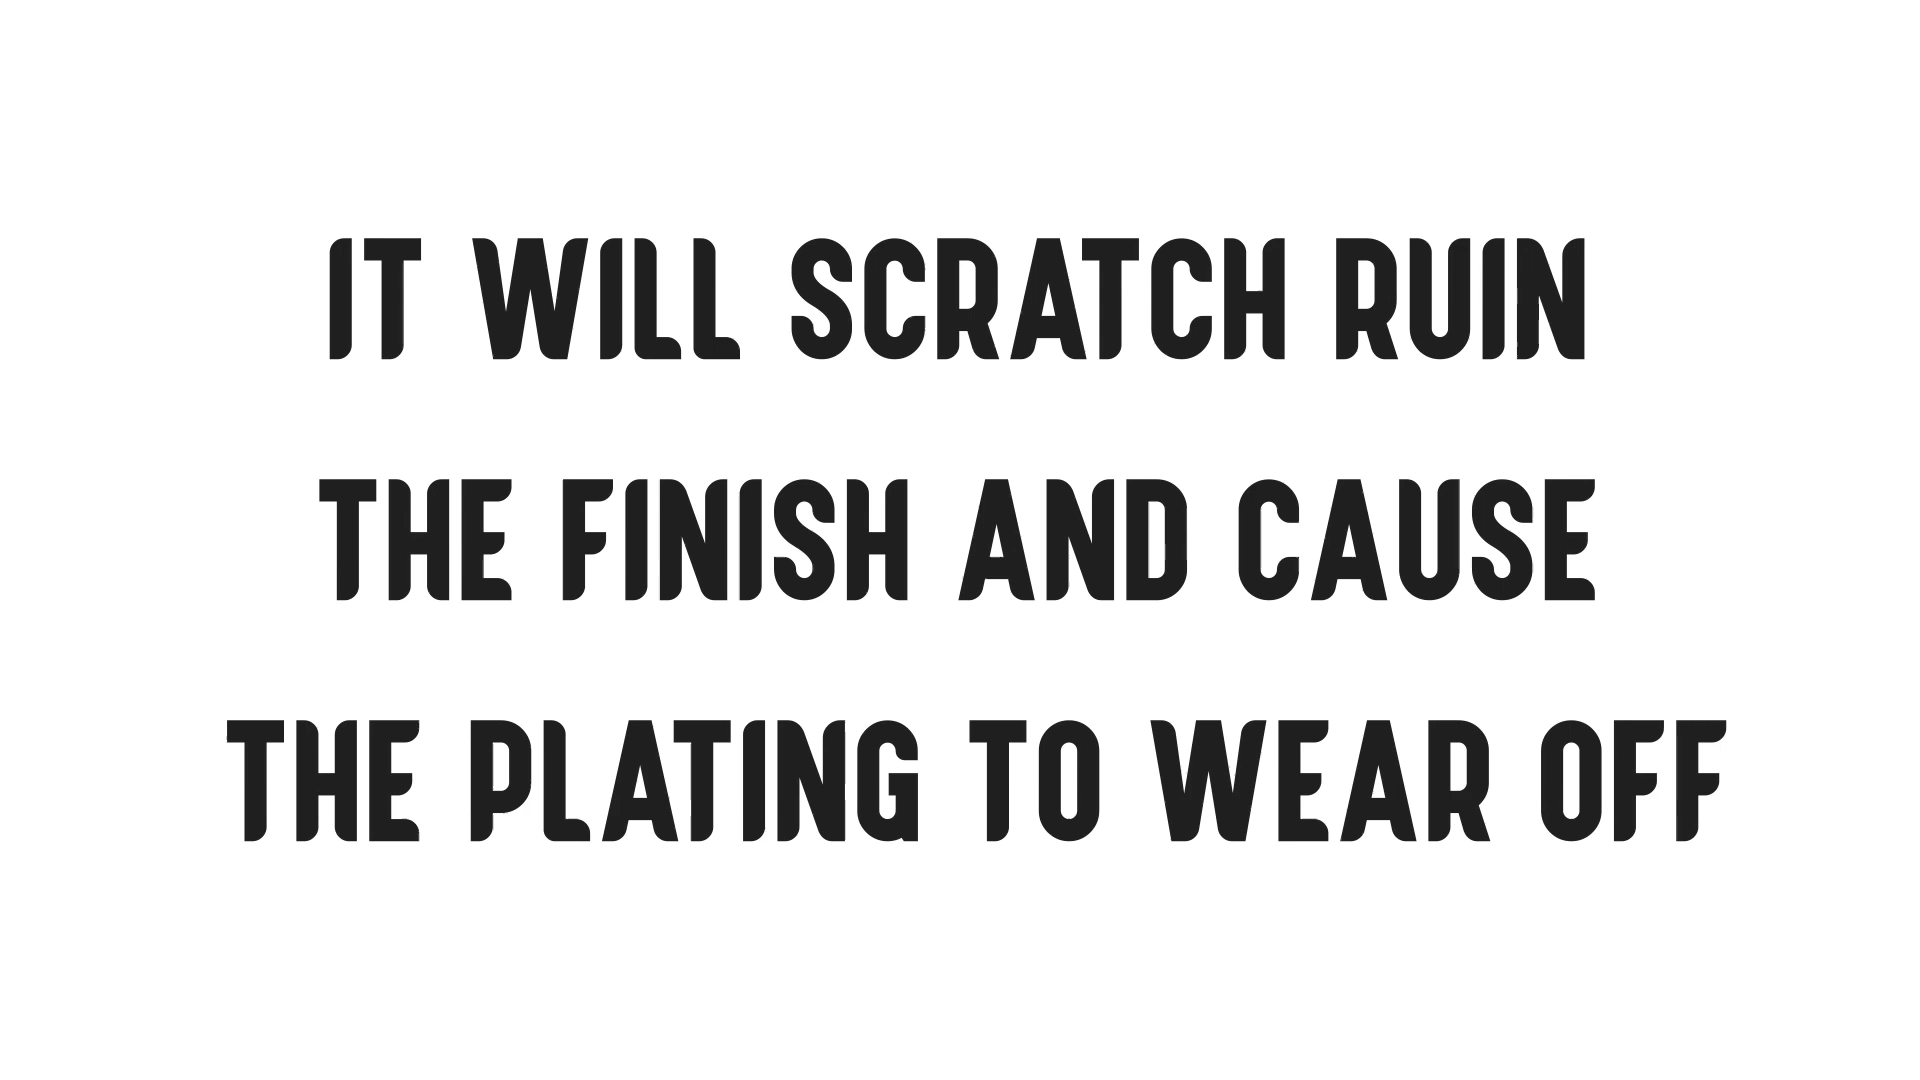 IT WILL SCRATCH RUIN
THE FINISH AND CAUSE
THE PLATING TO WEAR OFF